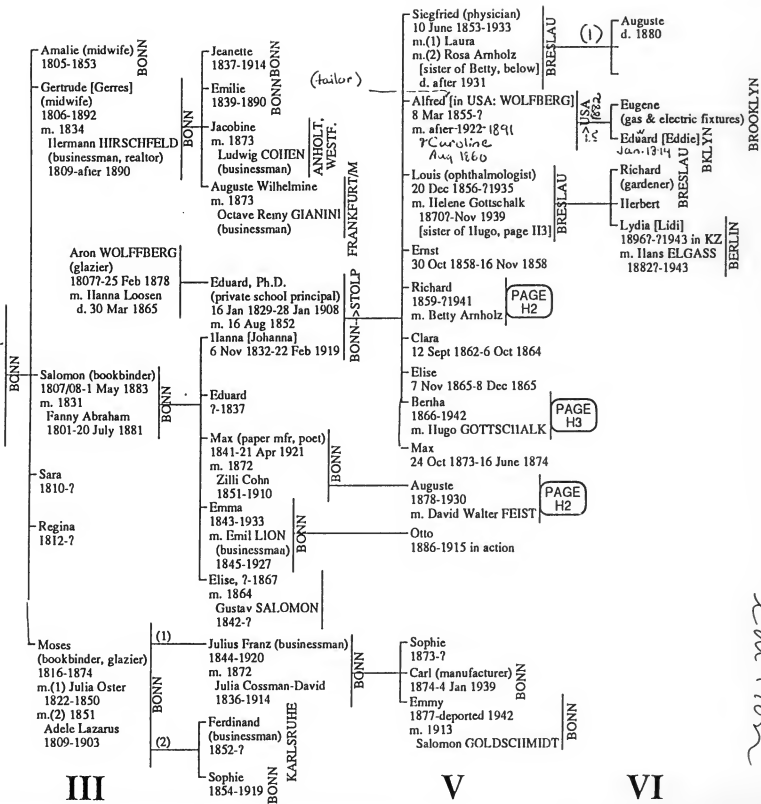 Amalie (midwife)
1805-1853
BONN
Gertrude [Gerres]
(midwife)
1806-1892
m. 1834
Hermann HIRSCHFELD
(businessman, realtor)
1809-after 1890
BONN
Salomon (bookbinder)
1807/08-1 May 1883
m. 1831
Fanny Abraham
1801-20 July 1881
BONN
BONN
Sara
1810-?
Regina
1812-?
Moses
(bookbinder, glazier)
1816-1874
m.(1) Julia Oster
1822-1850
m.(2) 1851
Adele Lazarus
1809-1903
BONN
(1)
(2)
III
Jeanette
1837-1914
BONN
Emilie
1839-1890
BONN
Jacobine
m. 1873
Ludwig COHEN
(businessman)
ANHOLT,
WESTF.
Auguste Wilhelmine
m. 1873
Octave Remy GIANINI
(businessman)
FRANKFURT/M
Aron WOLFFBERG
(glazier)
1807?-25 Feb 1878
m. Hanna Loosen
d. 30 Mar 1865
Eduard, Ph.D.
(private school principal)
16 Jan 1829-28 Jan 1908
m. 16 Aug 1852
Hanna [Johanna]
6 Nov 1832-22 Feb 1919
BONN-->STOLP
Eduard
?-1837
Max (paper mfr, poet)
1841-21 Apr 1921
m. 1872
Zilli Cohn
1851-1910
BONN
Emma
1843-1933
m. Emil LION
(businessman)
1845-1927
BONN
Elise, ?-1867
m. 1864
Gustav SALOMON
1842-?
Julius Franz (businessman)
1844-1920
m. 1872
Julia Cossman-David
1836-1914
BONN
Ferdinand
(businessman)
1852-?
KARLSRUHE
Sophie
1854-1919
BONN
Siegfried (physician)
10 June 1853-1933
m.(1) Laura
m.(2) Rosa Arnholz
[sister of Betty, below]
d. after 1931
BRESLAU
(1)
(tailor)
Alfred [in USA: WOLFBERG]
8 Mar 1855-?
m. after 1922-1891
Caroline
Aug 1860
-->USA
1882
Louis (ophthalmologist)
20 Dec 1856-?1935
m. Helene Gottschalk
1870?-Nov 1939
[sister of Hugo, page H3]
BRESLAU
Ernst
30 Oct 1858-16 Nov 1858
Richard
1859-?1941
m. Betty Arnholz
PAGE
H2
Clara
12 Sept 1862-6 Oct 1864
Elise
7 Nov 1865-8 Dec 1865
Bertha
1866-1942
m. Hugo GOTTSCHALK
PAGE
H3
Max
24 Oct 1873-16 June 1874
Auguste
1878-1930
m. David Walter FEIST
PAGE
H2
Otto
1886-1915 in action
Sophie
1873-?
Carl (manufacturer)
1874-4 Jan 1939
BONN
Emmy
1877-deported 1942
m. 1913
Salomon GOLDSCHMIDT
BONN
V
Auguste
d. 1880
Eugene
(gas & electric fixtures)
BROOKLYN
Eduard [Eddie]
BKLYN
Richard
(gardener)
BRESLAU
Herbert
Lydia [Lidi]
1896?-?1943 in KZ
m. Hans ELGASS
1882?-1943
BERLIN
VI